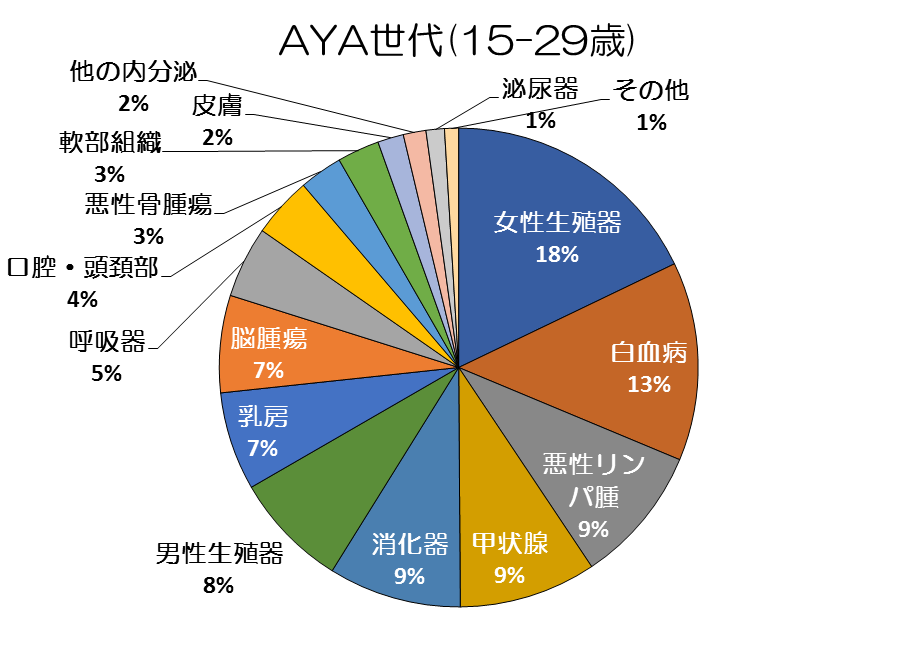 AYA世代(15-29歳)
他の内分泌
2%
皮膚
2%
泌尿器
1%
その他
1%
軟部組織
3%
悪性骨腫瘍
3%
口腔・頭頚部
4%
呼吸器
5%
脳腫瘍
7%
乳房
7%
男性生殖器
8%
消化器
9%
甲状腺
9%
悪性リン
パ腫
9%
白血病
13%
女性生殖器
18%